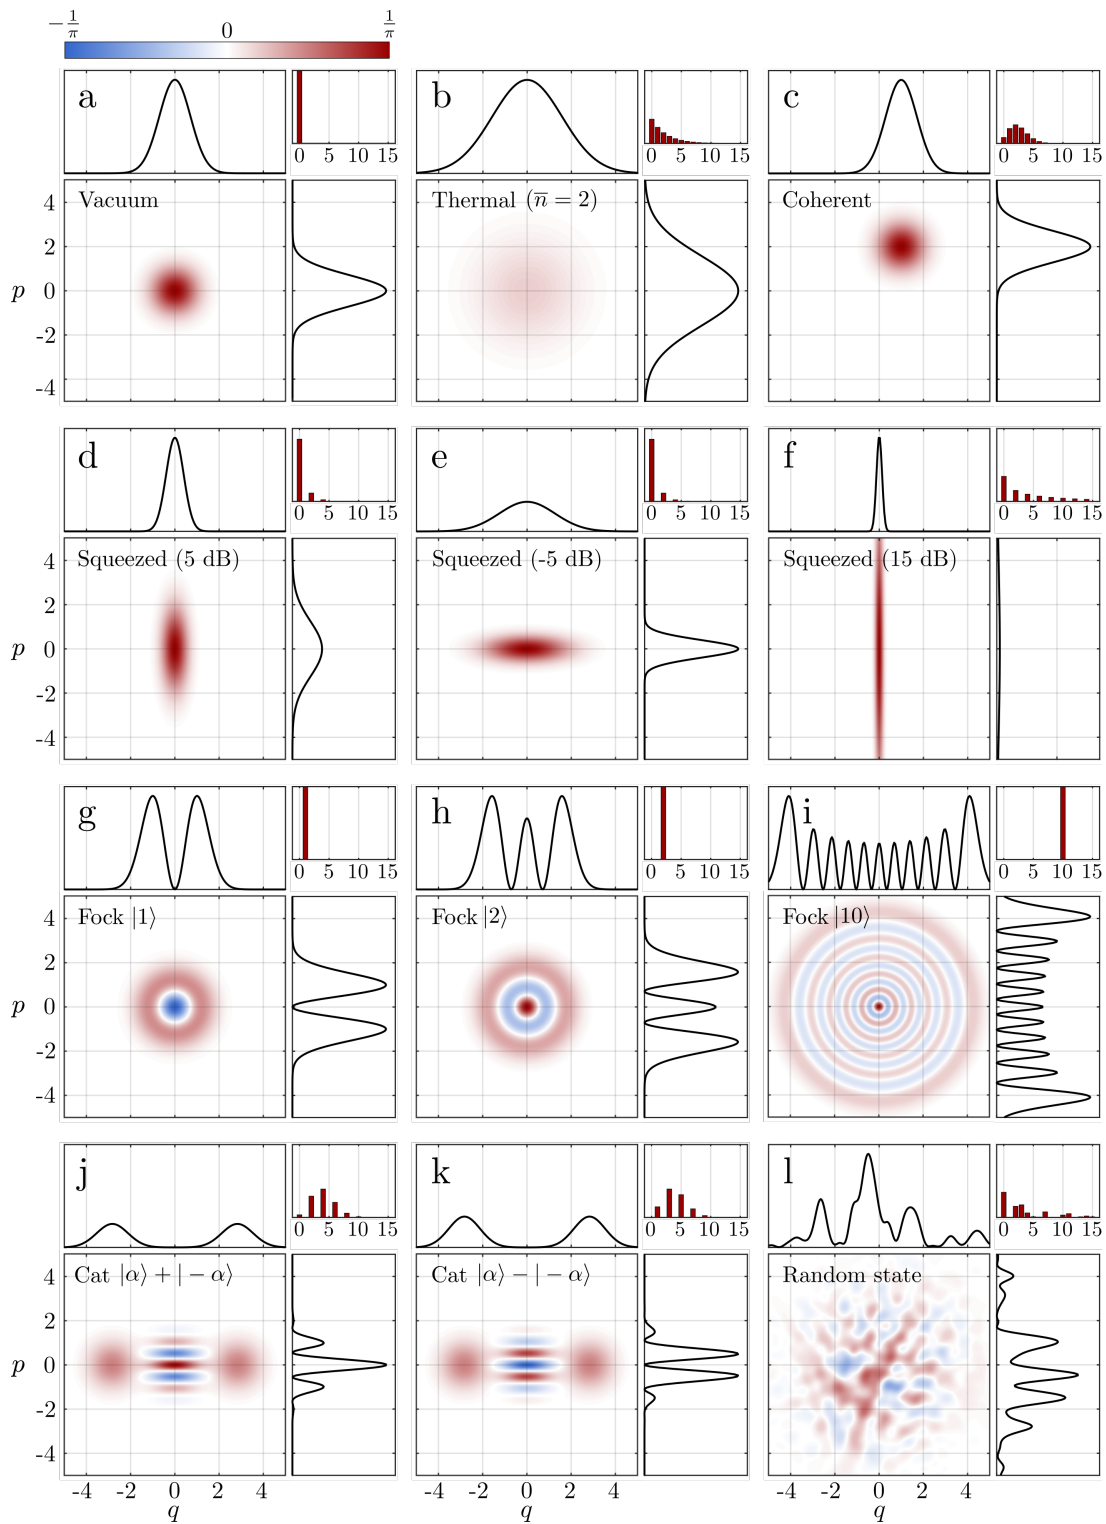 −1/π 0 1/π
a b c
0 5 10 15 0 5 10 15 0 5 10 15
Vacuum Thermal (n̅ = 2) Coherent
4
2
p 0
-2
-4
d e f
0 5 10 15 0 5 10 15 0 5 10 15
Squeezed (5 dB) Squeezed (-5 dB) Squeezed (15 dB)
4
2
p 0
-2
-4
g h i
0 5 10 15 0 5 10 15 0 5 10 15
Fock |1⟩ Fock |2⟩ Fock |10⟩
4
2
p 0
-2
-4
j k l
0 5 10 15 0 5 10 15 0 5 10 15
Cat |α⟩ + | − α⟩ Cat |α⟩ − | − α⟩ Random state
4
2
p 0
-2
-4
-4 -2 0 2 4 -4 -2 0 2 4 -4 -2 0 2 4
q q q